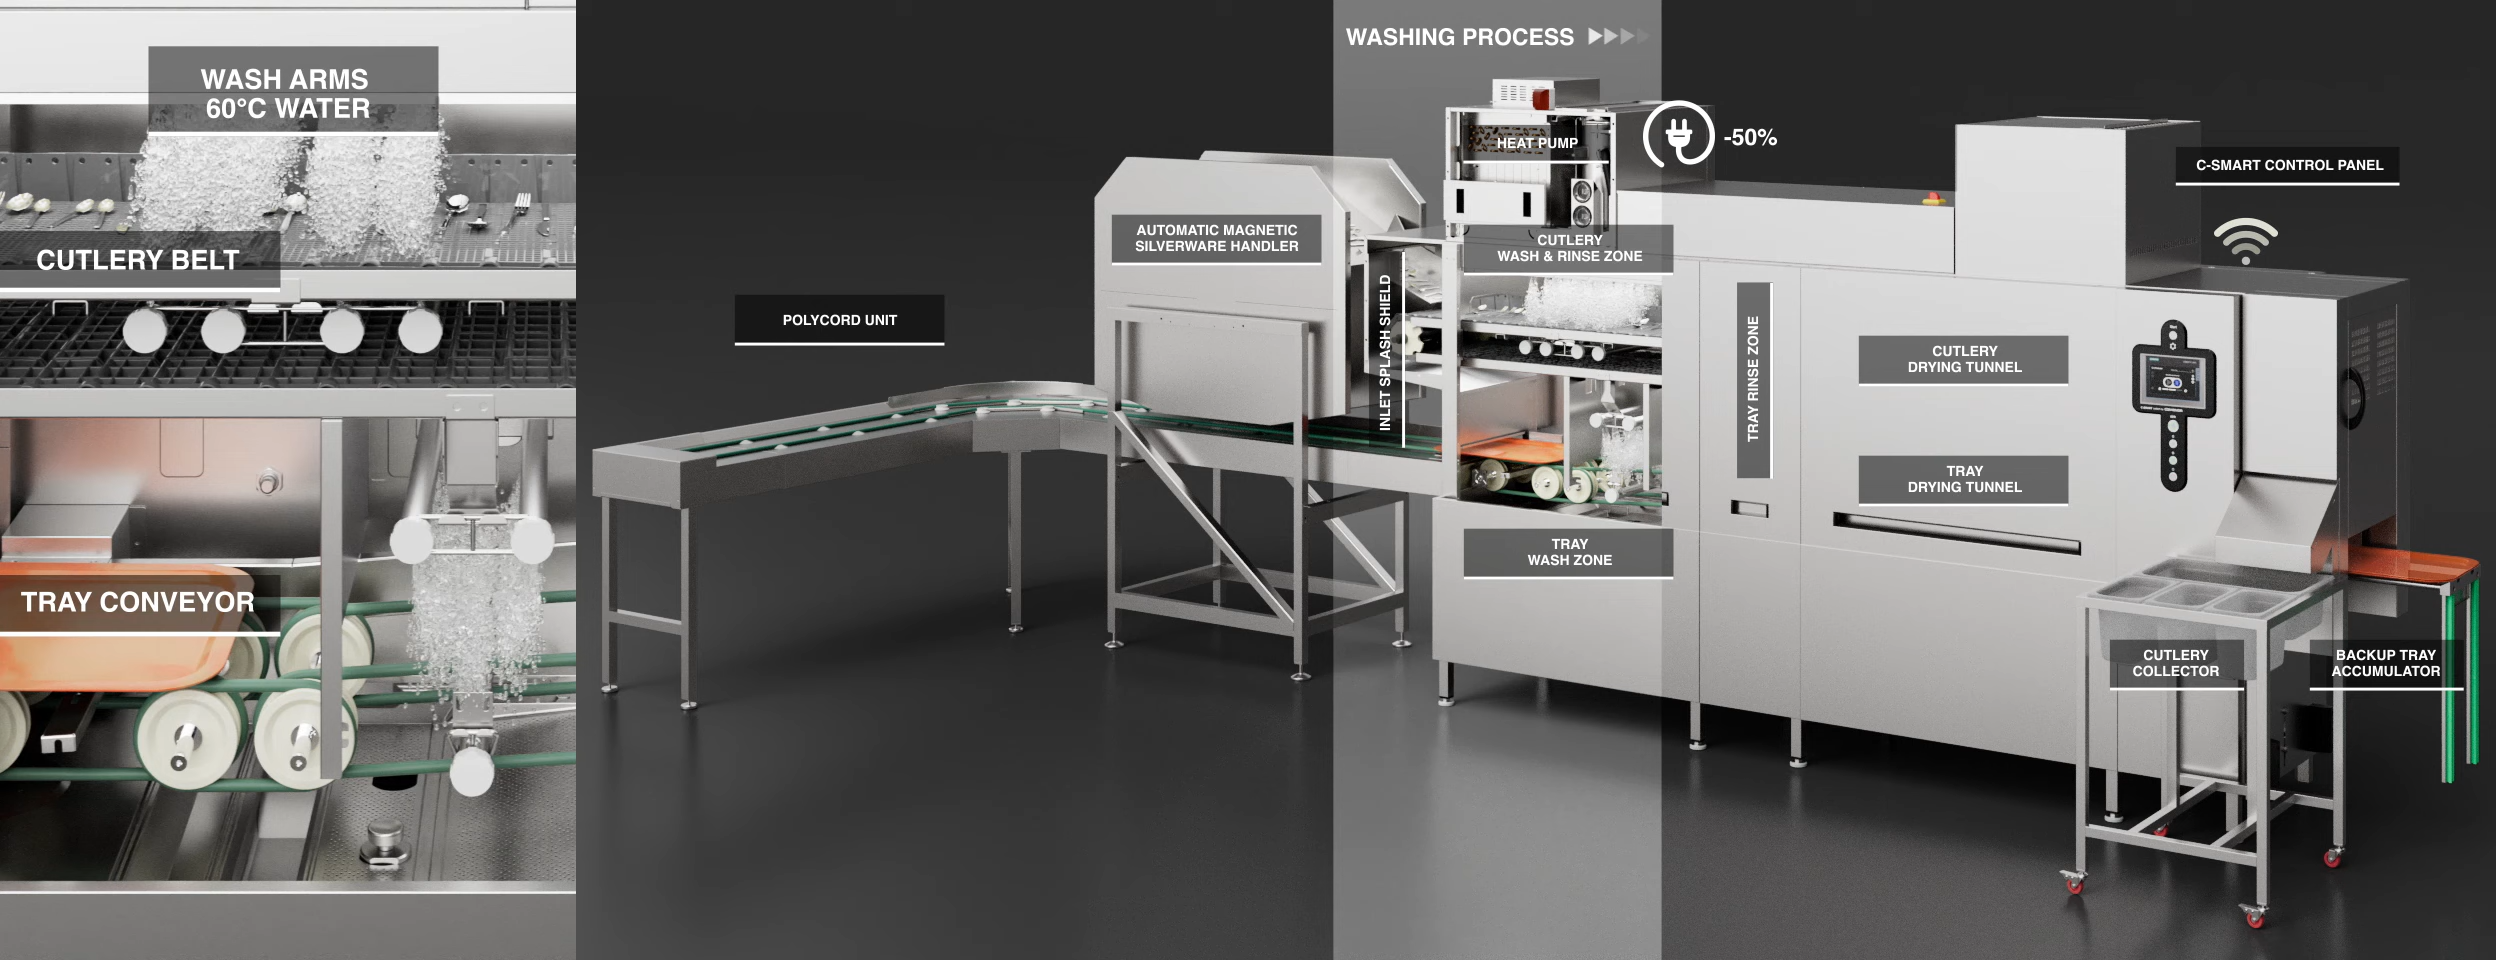 WASH ARMS
60°C WATER
CUTLERY BELT
TRAY CONVEYOR
WASHING PROCESS
HEAT PUMP
-50%
C-SMART CONTROL PANEL
AUTOMATIC MAGNETIC
SILVERWARE HANDLER
CUTLERY
WASH & RINSE ZONE
POLYCORD UNIT
INLET SPLASH SHIELD
TRAY RINSE ZONE
CUTLERY
DRYING TUNNEL
TRAY
DRYING TUNNEL
TRAY
WASH ZONE
CUTLERY
COLLECTOR
BACKUP TRAY
ACCUMULATOR